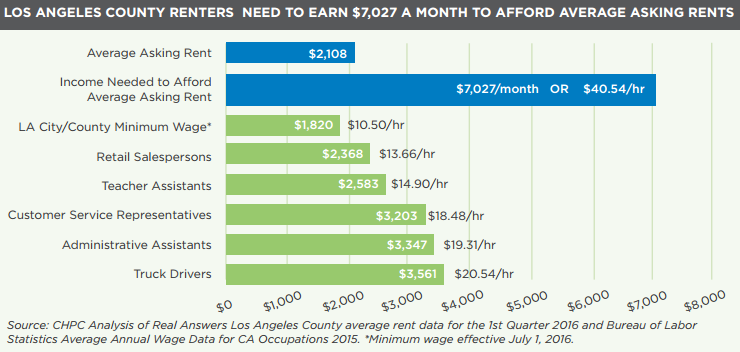 LOS ANGELES COUNTY RENTERS NEED TO EARN $7,027 A MONTH TO AFFORD AVERAGE ASKING RENTS
Average Asking Rent $2,108
Income Needed to Afford
Average Asking Rent $7,027/month OR $40.54/hr
LA City/County Minimum Wage* $1,820 $10.50/hr
Retail Salespersons $2,368 $13.66/hr
Teacher Assistants $2,583 $14.90/hr
Customer Service Representatives $3,203 $18.48/hr
Administrative Assistants $3,347 $19.31/hr
Truck Drivers $3,561 $20.54/hr
$0 $1,000 $2,000 $3,000 $4,000 $5,000 $6,000 $7,000 $8,000
Source: CHPC Analysis of Real Answers Los Angeles County average rent data for the 1st Quarter 2016 and Bureau of Labor
Statistics Average Annual Wage Data for CA Occupations 2015. *Minimum wage effective July 1, 2016.